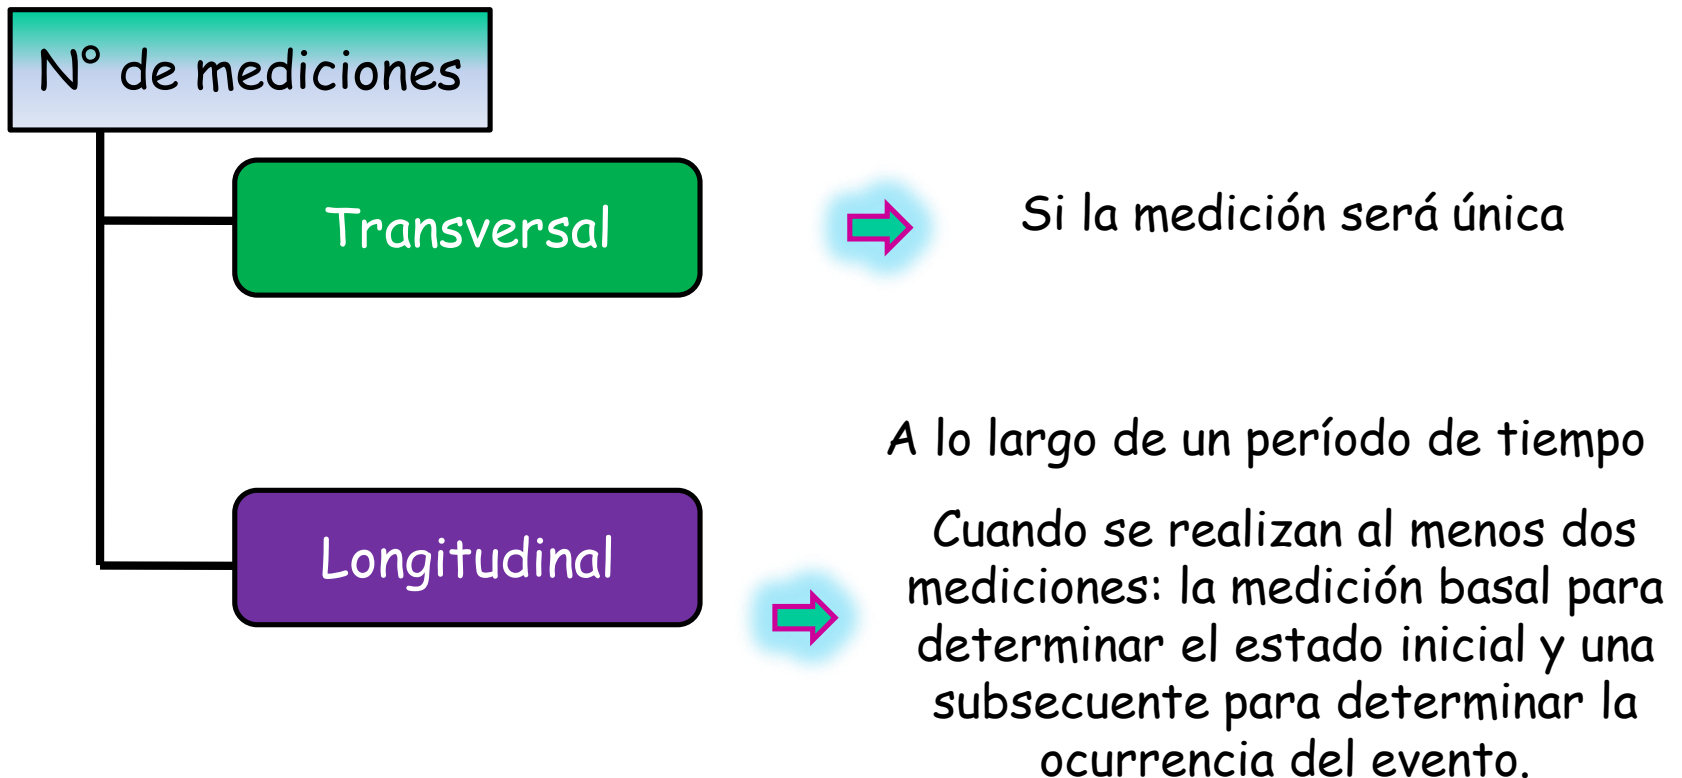 N° de mediciones
Transversal
Si la medición será única
A lo largo de un período de tiempo
Longitudinal
Cuando se realizan al menos dos
mediciones: la medición basal para
determinar el estado inicial y una
subsecuente para determinar la
ocurrencia del evento.